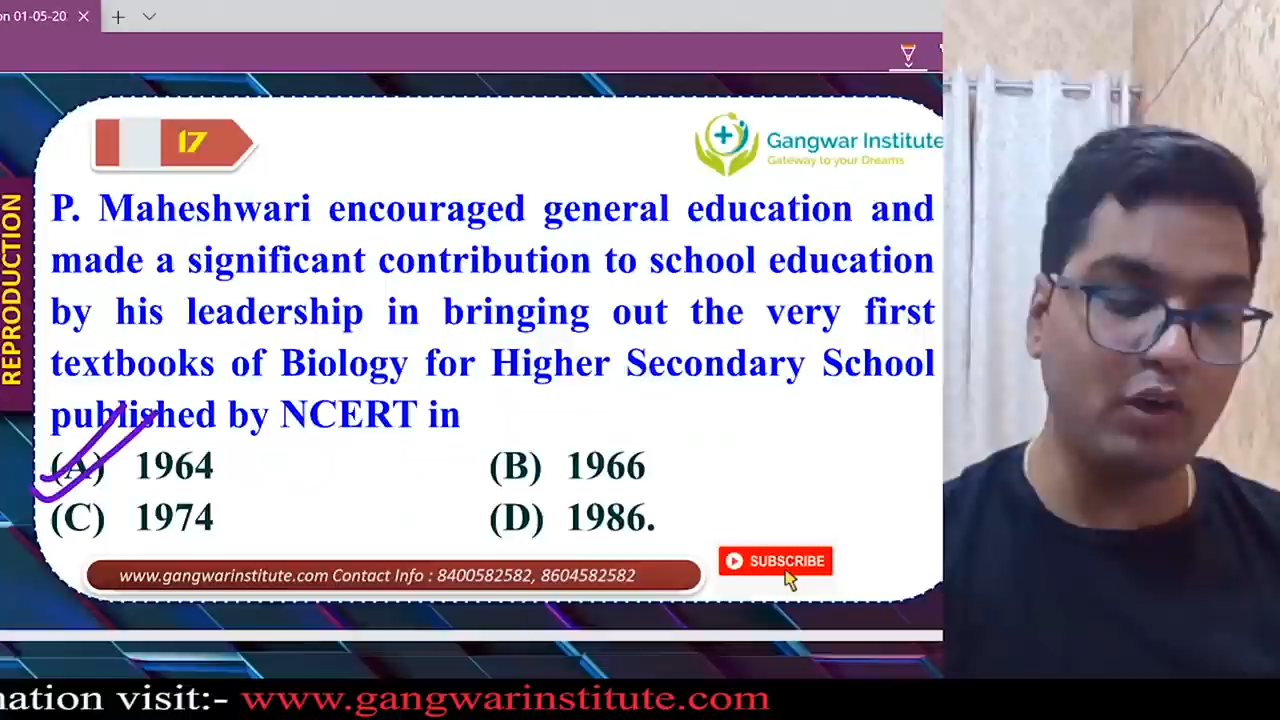 on 01-05-20
17
Gangwar Institute
Gateway to your Dreams
REPRODUCTION
P. Maheshwari encouraged general education and
made a significant contribution to school education
by his leadership in bringing out the very first
textbooks of Biology for Higher Secondary School
published by NCERT in
(A) 1964 (B) 1966
(C) 1974 (D) 1986.
www.gangwarinstitute.com Contact Info : 8400582582, 8604582582
SUBSCRIBE
nation visit:- www.gangwarinstitute.com